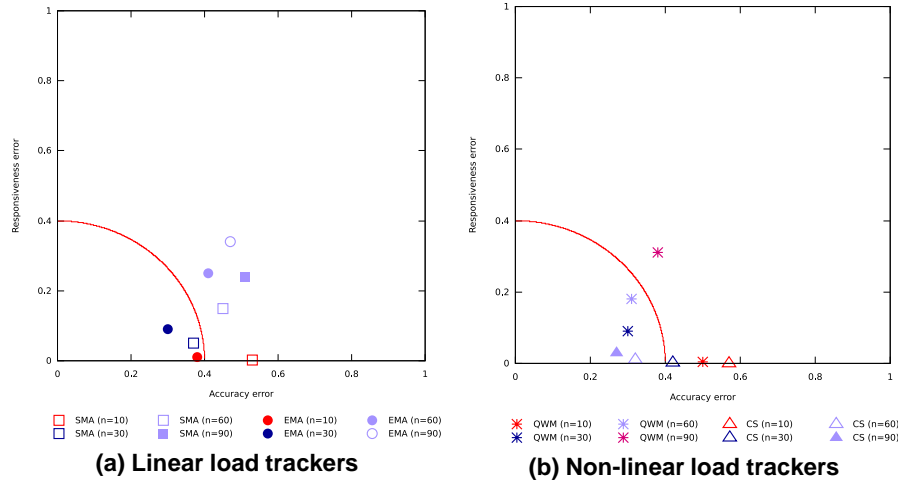 1
0.8
0.6
0.4
0.2
0
Responsiveness error
0 0.2 0.4 0.6 0.8 1
Accuracy error
SMA (n=10) SMA (n=60) EMA (n=10) EMA (n=60)
SMA (n=30) SMA (n=90) EMA (n=30) EMA (n=90)
(a) Linear load trackers
1
0.8
0.6
0.4
0.2
0
Responsiveness error
0 0.2 0.4 0.6 0.8 1
Accuracy error
QWM (n=10) QWM (n=60) CS (n=10) CS (n=60)
QWM (n=30) QWM (n=90) CS (n=30) CS (n=90)
(b) Non-linear load trackers